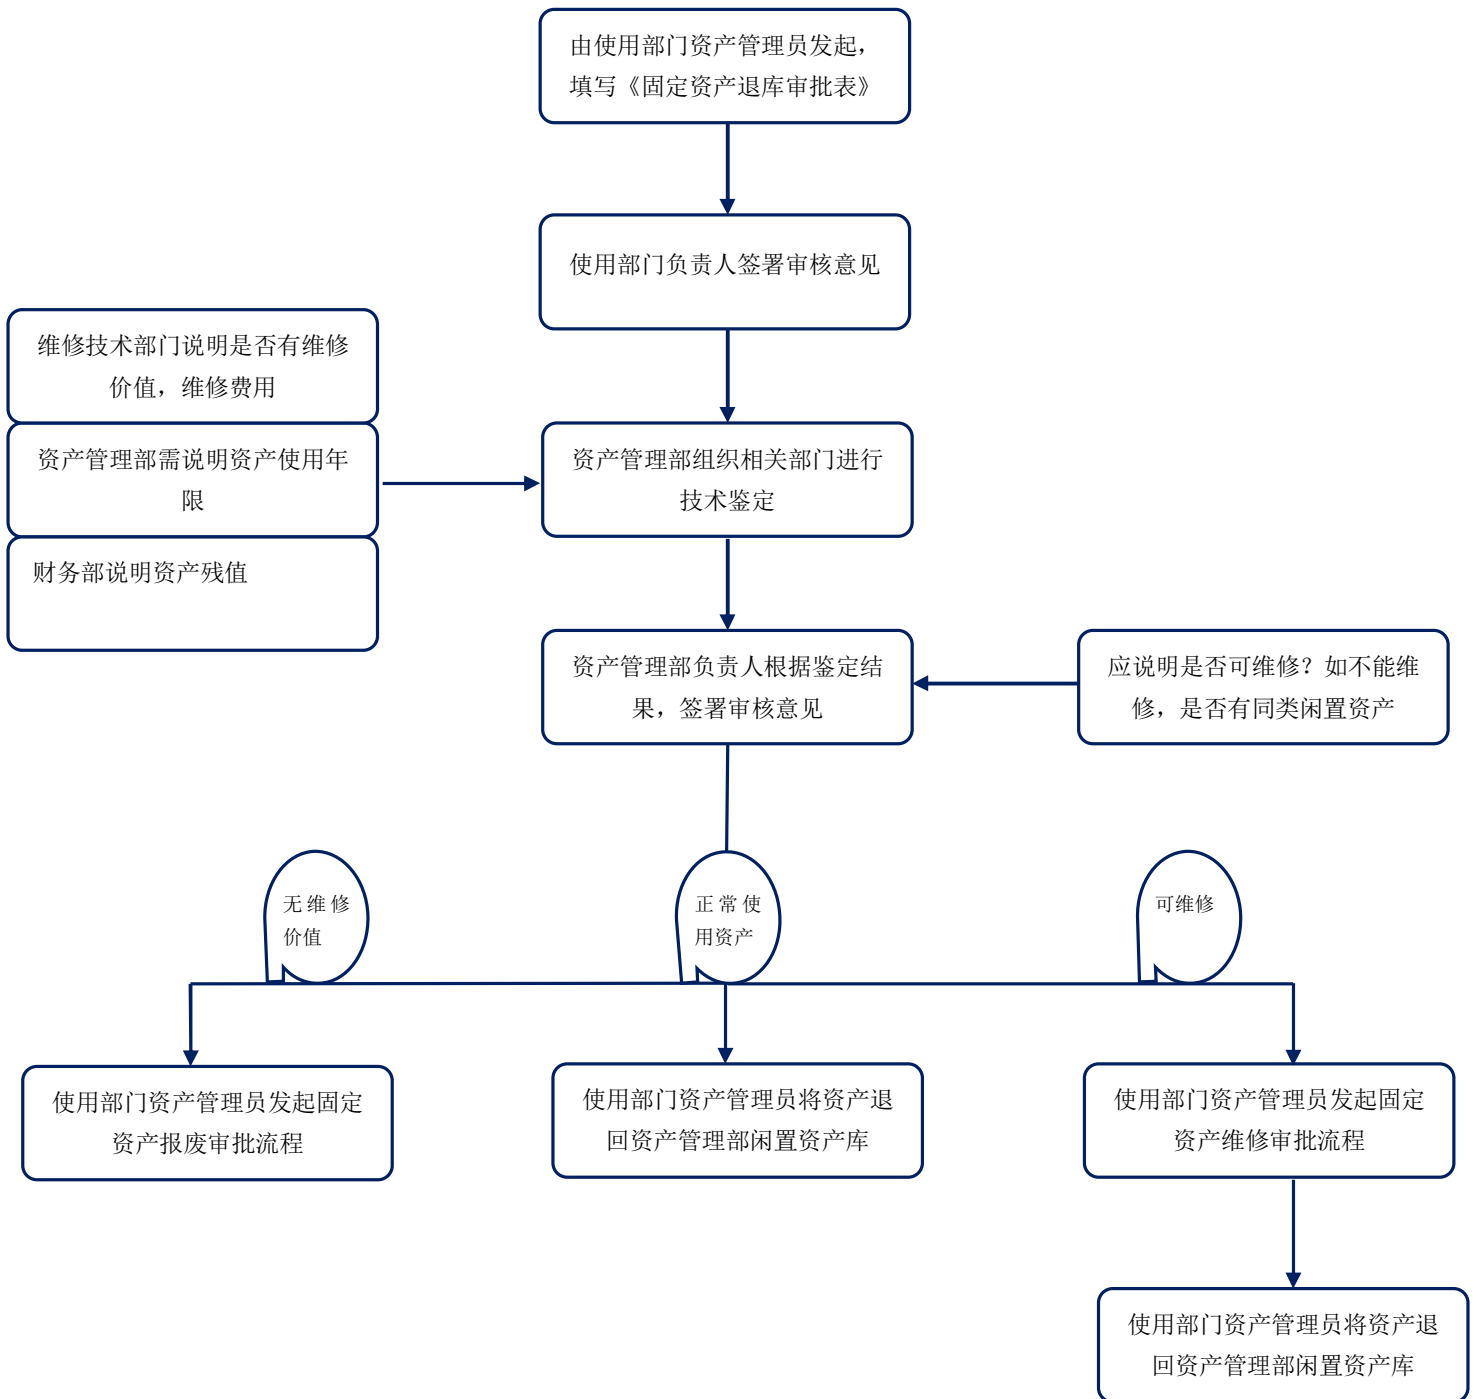 由使用部门资产管理员发起，
填写《固定资产退库审批表》
使用部门负责人签署审核意见
维修技术部门说明是否有维修
价值，维修费用
资产管理部需说明资产使用年
限
财务部说明资产残值
资产管理部组织相关部门进行
技术鉴定
资产管理部负责人根据鉴定结
果，签署审核意见
应说明是否可维修？如不能维
修，是否有同类闲置资产
无维修
价值
正常使
用资产
可维修
使用部门资产管理员发起固定
资产报废审批流程
使用部门资产管理员将资产退
回资产管理部闲置资产库
使用部门资产管理员发起固定
资产维修审批流程
使用部门资产管理员将资产退
回资产管理部闲置资产库